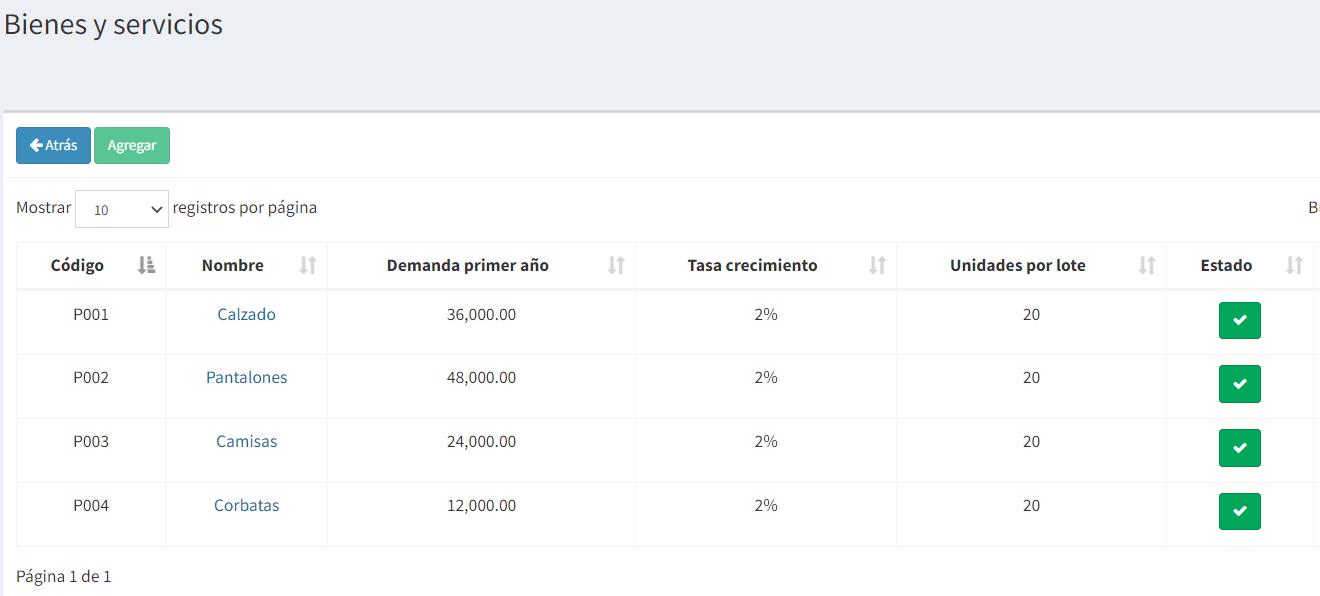 Bienes y servicios
Atrás Agregar
Mostrar 10 registros por página
Código Nombre Demanda primer año Tasa crecimiento Unidades por lote Estado
P001 Calzado 36,000.00 2% 20
P002 Pantalones 48,000.00 2% 20
P003 Camisas 24,000.00 2% 20
P004 Corbatas 12,000.00 2% 20
Página 1 de 1